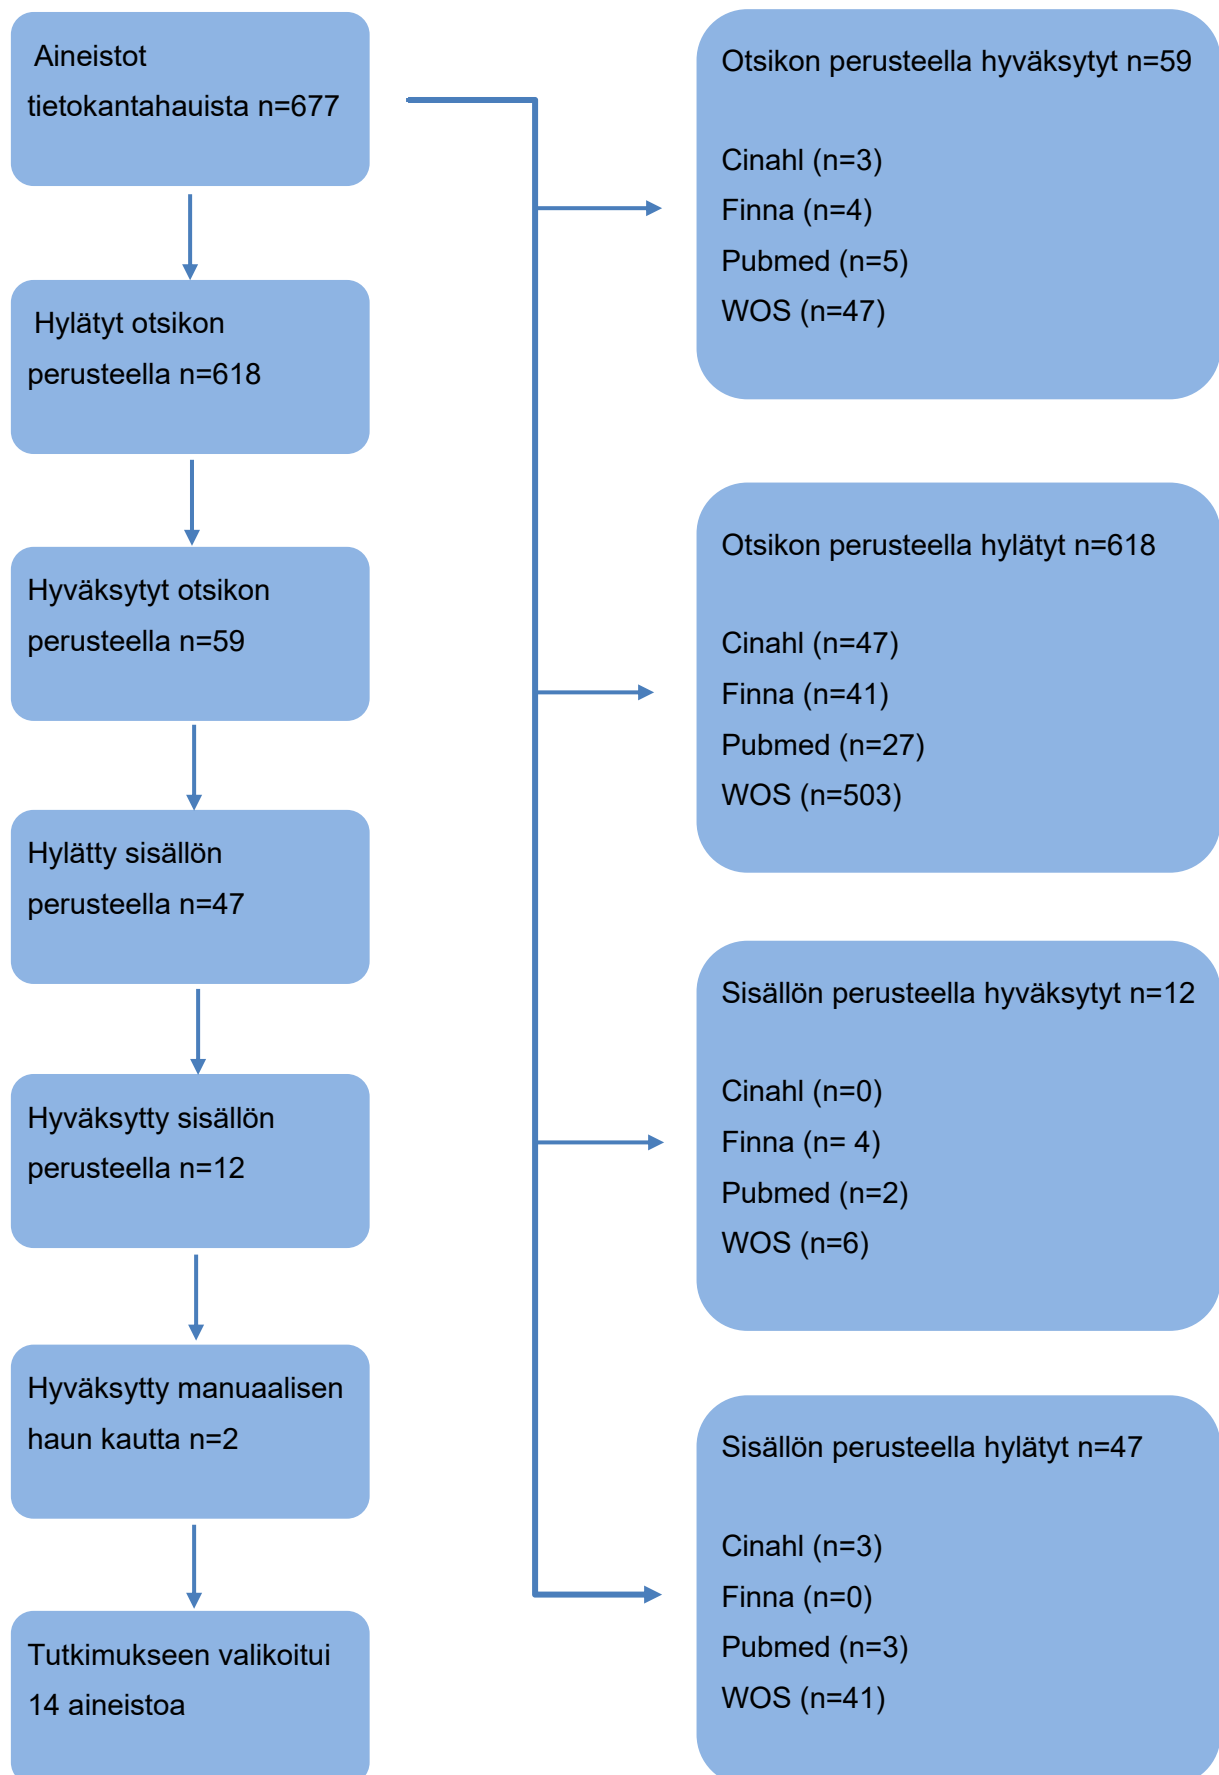 Aineistot
tietokantahauista n=677
Hylätyt otsikon
perusteella n=618
Hyväksytyt otsikon
perusteella n=59
Hylätty sisällön
perusteella n=47
Hyväksytty sisällön
perusteella n=12
Hyväksytty manuaalisen
haun kautta n=2
Tutkimukseen valikoitui
14 aineistoa
Otsikon perusteella hyväksytyt n=59
Cinahl (n=3)
Finna (n=4)
Pubmed (n=5)
WOS (n=47)
Otsikon perusteella hylätyt n=618
Cinahl (n=47)
Finna (n=41)
Pubmed (n=27)
WOS (n=503)
Sisällön perusteella hyväksytyt n=12
Cinahl (n=0)
Finna (n= 4)
Pubmed (n=2)
WOS (n=6)
Sisällön perusteella hylätyt n=47
Cinahl (n=3)
Finna (n=0)
Pubmed (n=3)
WOS (n=41)